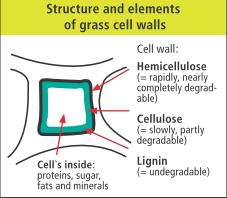 Structure and elements
of grass cell walls
Cell wall:
Hemicellulose
(= rapidly, nearly
completely degrad-
able)
Cellulose
(= slowly, partly
degradable)
Lignin
(= undegradable)
Cell`s inside:
proteins, sugar,
fats and minerals